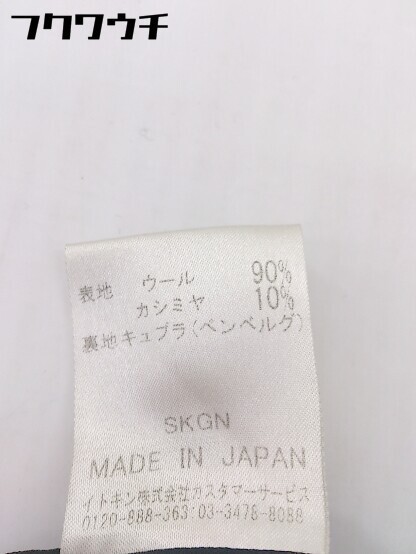 フクワウチ
表地 ウール 90%
カシミヤ 10%
裏地キュプラ(ベンベルグ)
SKGN
MADE IN JAPAN
イトキン株式会社カスタマーサービス
0120-888-363:03-3478-8088